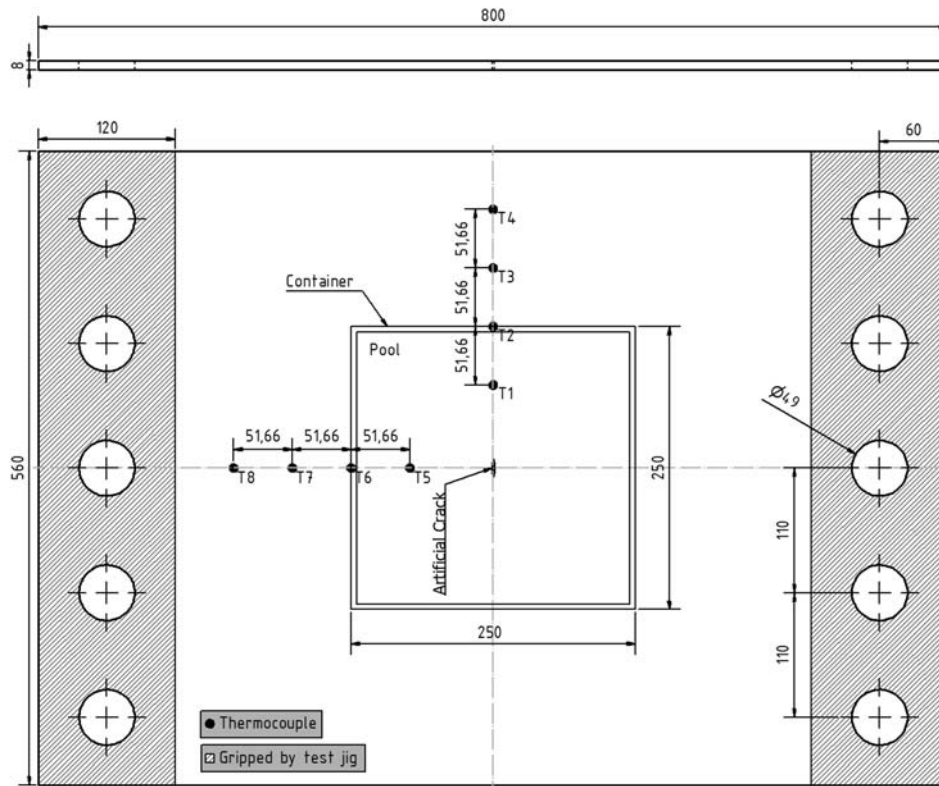 800
8
120
60
T4
51,66
T3
Container
51,66
T2
Pool
51,66
T1
Ø49
51,66 51,66 51,66
T8 T7 T6 T5
560
250
Artificial Crack
110
250
110
Thermocouple
Gripped by test jig